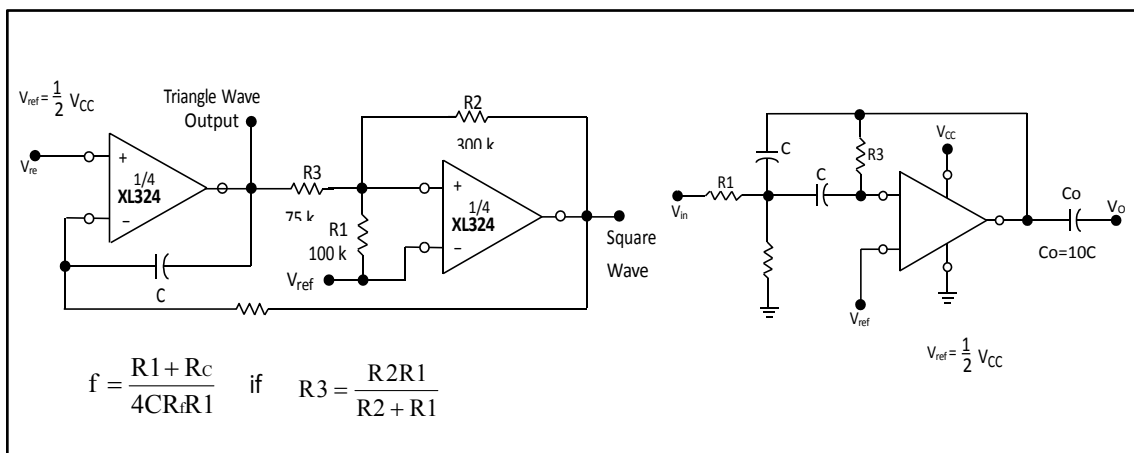 Vref = 1/2 VCC
Triangle Wave
Output
Vre
+
−
1/4
XL324
C
R3
75 k
R2
300 k
R1
100 k
Vref
+
−
1/4
XL324
Square
Wave
f = R1 + RC / 4CRfR1 if R3 = R2R1 / R2 + R1
Vin
R1
C
C
R3
VCC
Vref
Co
VO
Co=10C
Vref = 1/2 VCC